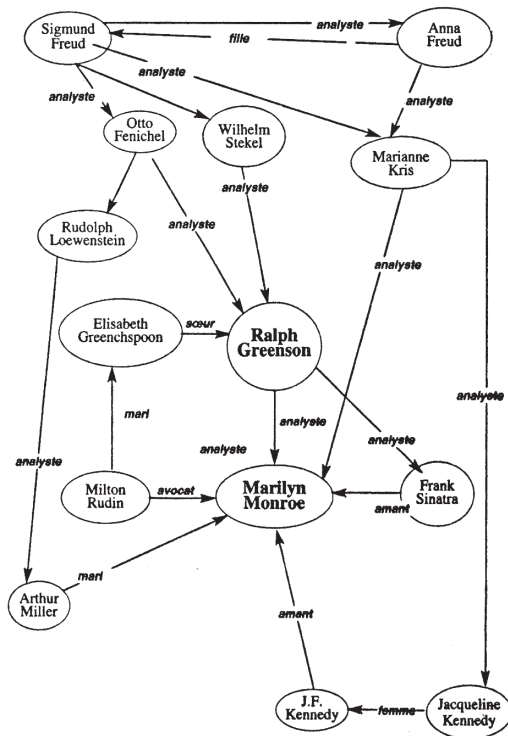 Sigmund
Freud
analyste
Anna
Freud
fille
analyste
analyste
analyste
Otto
Fenichel
Wilhelm
Stekel
Marianne
Kris
analyste
Rudolph
Loewenstein
analyste
analyste
Elisabeth
Greenchspoon
sœur
Ralph
Greenson
mari
analyste
analyste
analyste
analyste
analyste
Milton
Rudin
avocat
Marilyn
Monroe
amant
Frank
Sinatra
Arthur
Miller
mari
amant
J.F.
Kennedy
femme
Jacqueline
Kennedy